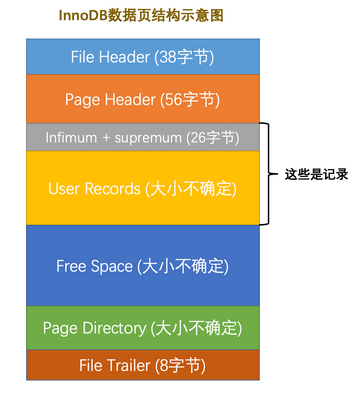 InnoDB数据页结构示意图
File Header (38字节)
Page Header (56字节)
Infimum + supremum (26字节)
这些是记录
User Records (大小不确定)
Free Space (大小不确定)
Page Directory (大小不确定)
File Trailer (8字节)